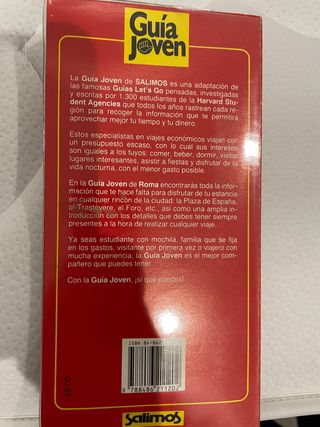 Guía
Joven
La Guía Joven de SALIMOS es una adaptación de
las famosas Guías Let's Go pensadas, investigadas
y escritas por 1.300 estudiantes de la Harvard Stu-
dent Agencies que todos los años rastrean cada re-
gión para recoger la información que te permitirá
aprovechar mejor tu tiempo y tu dinero.
Estos especialistas en viajes económicos viajan con
un presupuesto escaso, con lo cual sus intereses
son iguales a los tuyos: comer, beber, dormir, visitar
lugares interesantes, asistir a fiestas y disfrutar de la
vida nocturna, con el menor gasto posible.
En la Guía Joven de Roma encontrarás toda la infor-
mación que te hace falta para disfrutar de tu estancia
en cualquier rincón de la ciudad: la Plaza de España,
el Trastévere, el Foro, etc., así como una amplia
introducción con los detalles que debes tener siempre
presentes a la hora de realizar cualquier viaje.
Ya seas estudiante con mochila, familia que se fija
en los gastos, visitante por primera vez o viajero con
mucha experiencia, la Guía Joven es el mejor com-
pañero que puedes tener.
Con la Guía Joven, ¡sí que puedes!
ISBN 84-862
9 788486 211202
Salimos